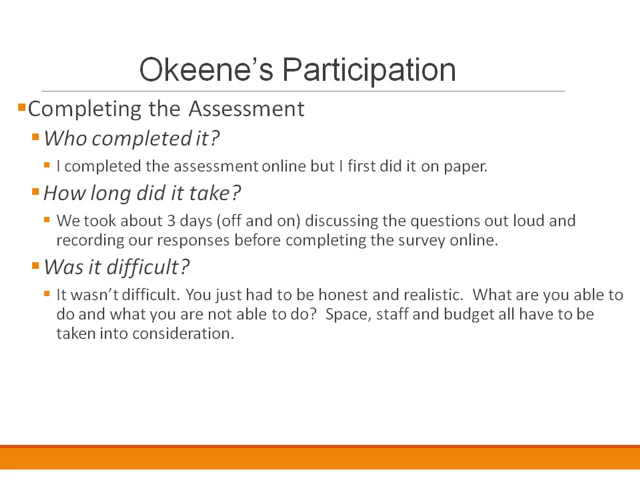 Okeene’s Participation
Completing the Assessment
Who completed it?
I completed the assessment online but I first did it on paper.
How long did it take?
We took about 3 days (off and on) discussing the questions out loud and
recording our responses before completing the survey online.
Was it difficult?
It wasn’t difficult. You just had to be honest and realistic.  What are you able to
do and what you are not able to do?  Space, staff and budget all have to be
taken into consideration.